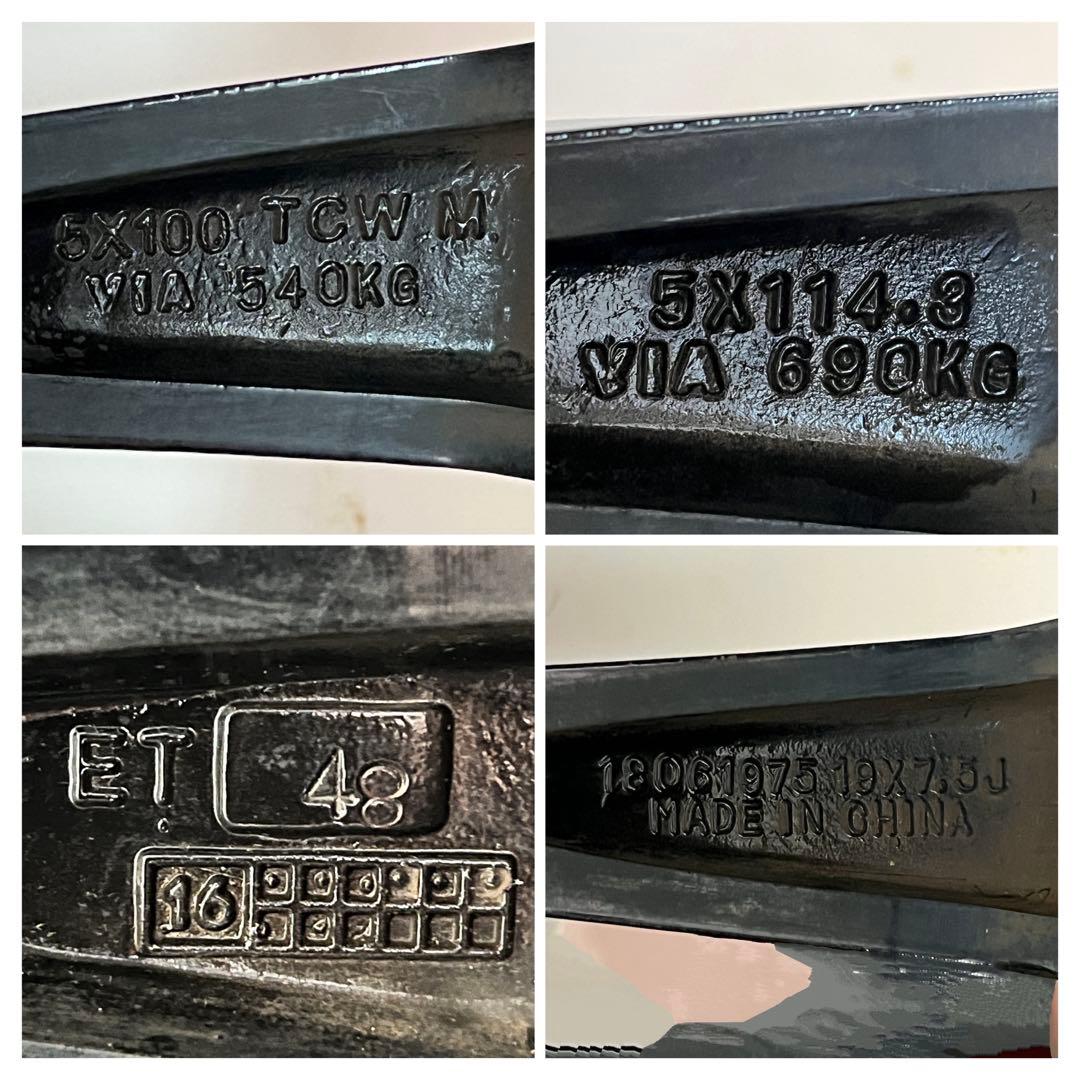 5X100 TCW M.
VIA 540KG
5X114.3
VIA 690KG
ET 48
16
18061975 19X7.5J
MADE IN CHINA